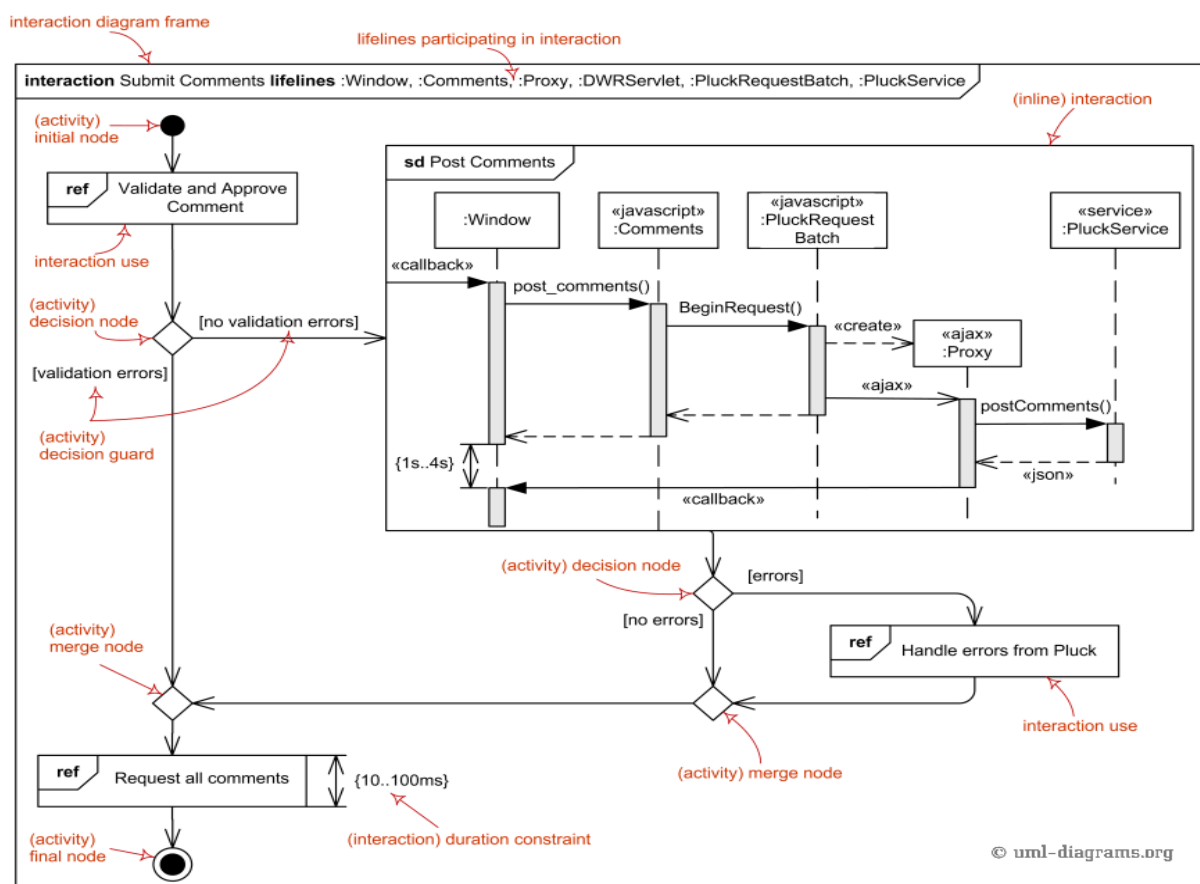 interaction diagram frame
lifelines participating in interaction
interaction Submit Comments lifelines :Window, :Comments, :Proxy, :DWRServlet, :PluckRequestBatch, :PluckService
(activity)
initial node
(inline) interaction
sd Post Comments
ref
Validate and Approve
Comment
interaction use
:Window
«javascript»
:Comments
«javascript»
:PluckRequest
Batch
«service»
:PluckService
«callback»
post_comments()
BeginRequest()
«create»
«ajax»
:Proxy
«ajax»
postComments()
«json»
{1s..4s}
«callback»
(activity)
decision node
[no validation errors]
[validation errors]
(activity)
decision guard
(activity) decision node
[errors]
[no errors]
ref
Handle errors from Pluck
interaction use
(activity)
merge node
(activity) merge node
ref
Request all comments
{10..100ms}
(interaction) duration constraint
(activity)
final node
© uml-diagrams.org